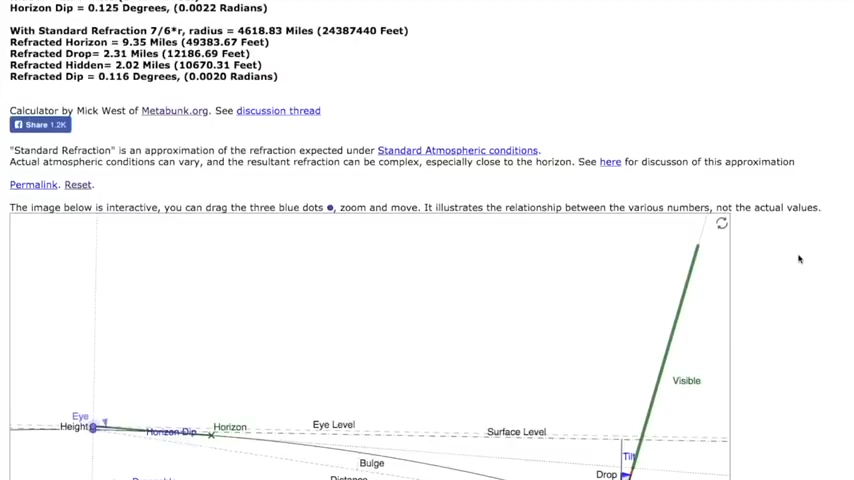 Horizon Dip = 0.125 Degrees, (0.0022 Radians)
With Standard Refraction 7/6*r, radius = 4618.83 Miles (24387440 Feet)
Refracted Horizon = 9.35 Miles (49383.67 Feet)
Refracted Drop= 2.31 Miles (12186.69 Feet)
Refracted Hidden= 2.02 Miles (10670.31 Feet)
Refracted Dip = 0.116 Degrees, (0.0020 Radians)
Calculator by Mick West of Metabunk.org. See discussion thread
Share 1.2K
"Standard Refraction" is an approximation of the refraction expected under Standard Atmospheric conditions.
Actual atmospheric conditions can vary, and the resultant refraction can be complex, especially close to the horizon. See here for discusson of this approximation
Permalink. Reset.
The image below is interactive, you can drag the three blue dots , zoom and move. It illustrates the relationship between the various numbers, not the actual values.
Visible
Eye
Height
Horizon Dip
Horizon
Eye Level
Surface Level
Bulge
Tilt
Drop
Distance